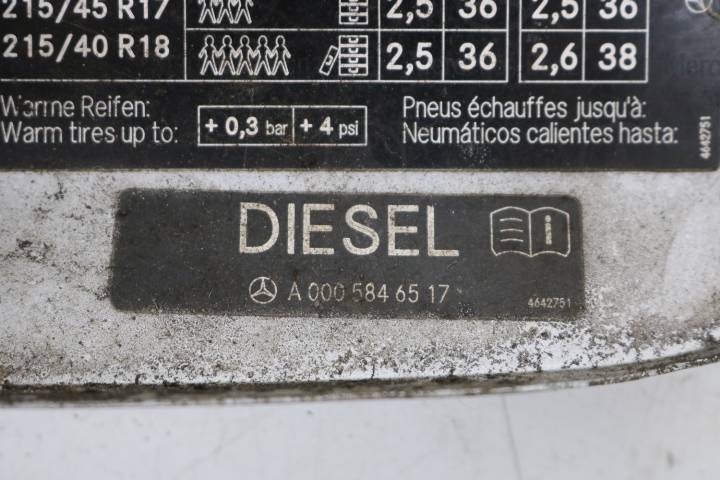 215/45 R17 2,5 36 2,5 36
215/40 R18 2,5 36 2,6 38
Warme Reifen:
Warm tires up to:
+ 0,3 bar + 4 psi
Pneus échauffes jusqu'à:
Neumáticos calientes hasta:
4642751
DIESEL
A 000 584 65 17
4642751